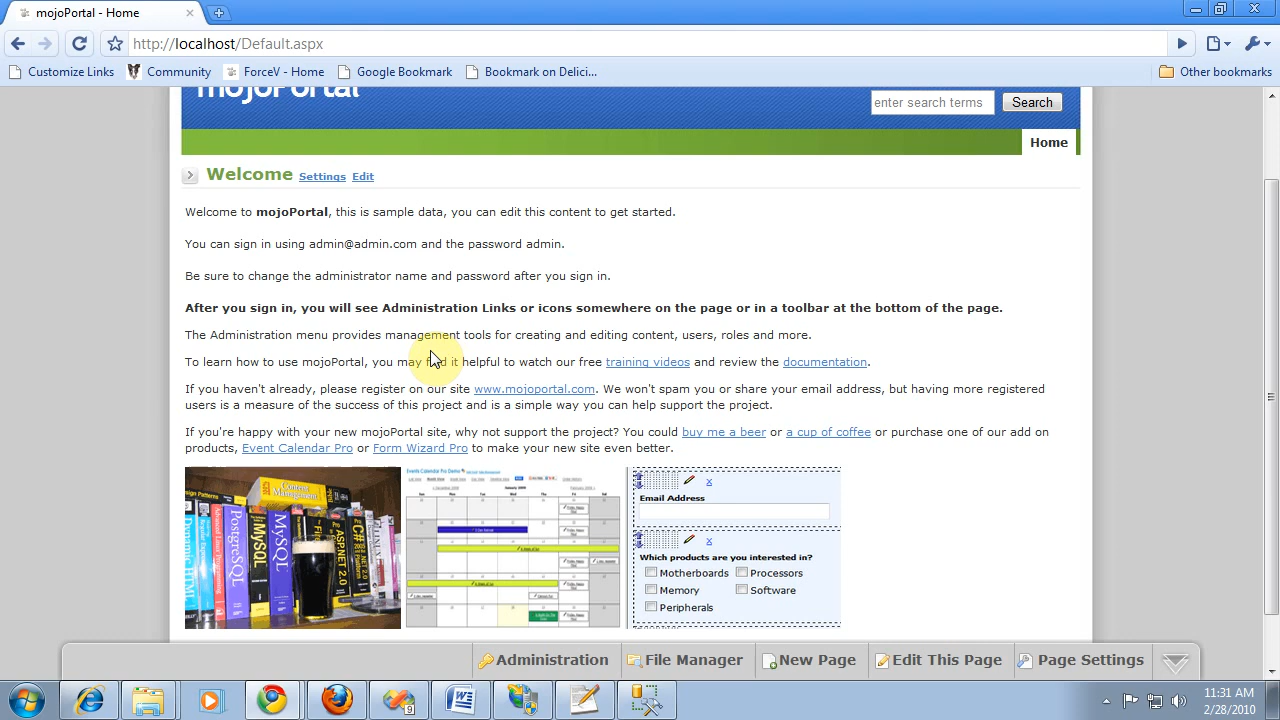 mojoPortal - Home
http://localhost/Default.aspx
Customize Links
Community
ForceV - Home
Google Bookmark
Bookmark on Delici...
Other bookmarks
mojoPortal
enter search terms
Search
Home
Welcome Settings Edit
Welcome to mojoPortal, this is sample data, you can edit this content to get started.
You can sign in using admin@admin.com and the password admin.
Be sure to change the administrator name and password after you sign in.
After you sign in, you will see Administration Links or icons somewhere on the page or in a toolbar at the bottom of the page.
The Administration menu provides management tools for creating and editing content, users, roles and more.
To learn how to use mojoPortal, you may find it helpful to watch our free training videos and review the documentation.
If you haven't already, please register on our site www.mojoportal.com. We won't spam you or share your email address, but having more registered
users is a measure of the success of this project and is a simple way you can help support the project.
If you're happy with your new mojoPortal site, why not support the project? You could buy me a beer or a cup of coffee or purchase one of our add on
products, Event Calendar Pro or Form Wizard Pro to make your new site even better.
PostgreSQL
MySQL
MySQL
ASP.NET 2.0
Events Calendar Pro Demo
x
Email Address
x
Which products are you interested in?
Motherboards
Processors
Memory
Software
Peripherals
Administration
File Manager
New Page
Edit This Page
Page Settings
9
11:31 AM
2/28/2010